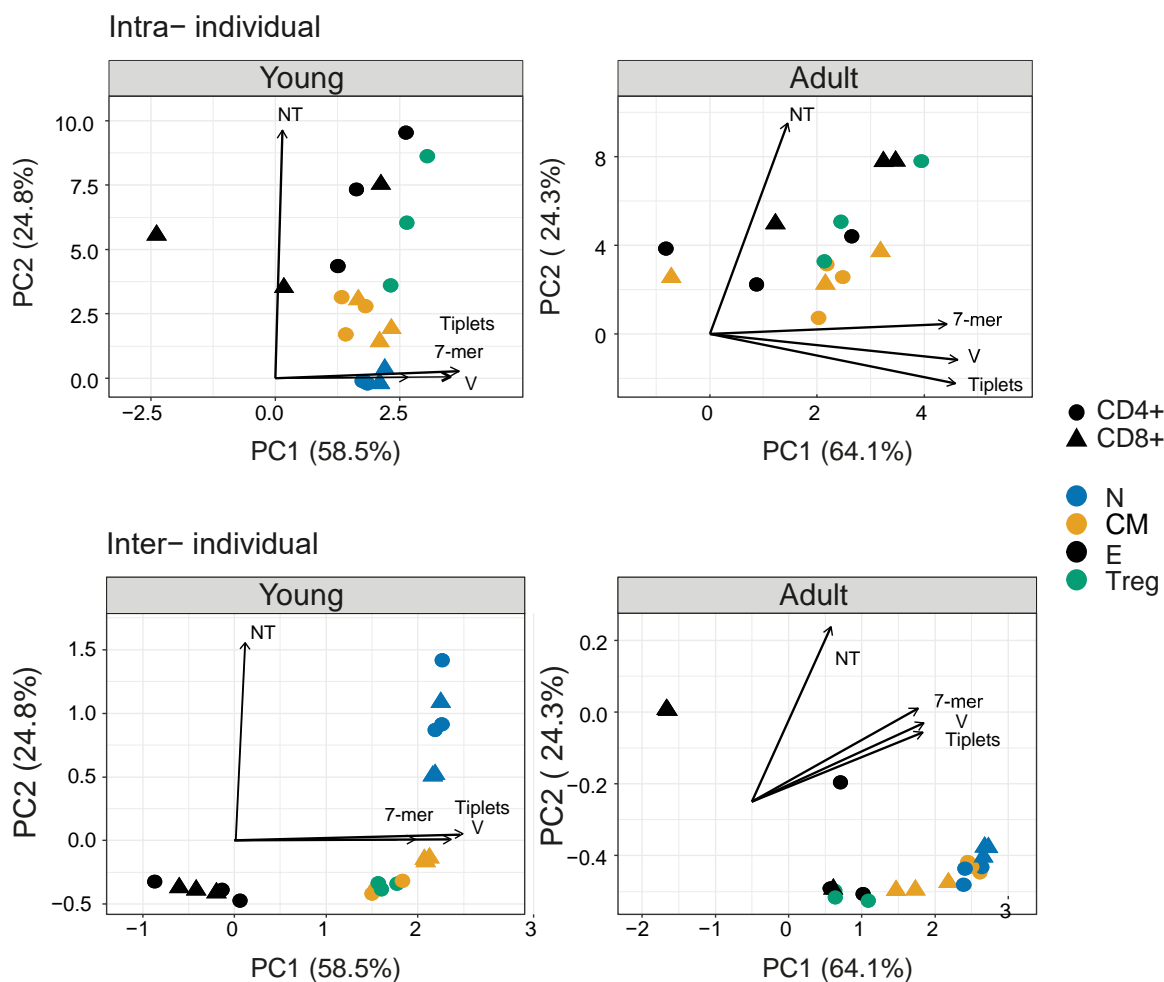 Intra− individual
Young
Adult
10.0
7.5
5.0
2.5
0.0
PC2 (24.8%)
NT
Tiplets
7-mer
V
−2.5
0.0
2.5
PC1 (58.5%)
8
4
0
PC2 ( 24.3%)
NT
7-mer
V
Tiplets
0
2
4
PC1 (64.1%)
CD4+
CD8+
N
CM
E
Treg
Inter− individual
Young
Adult
1.5
1.0
0.5
0.0
−0.5
PC2 (24.8%)
NT
7-mer
Tiplets
V
−1
0
1
2
3
PC1 (58.5%)
0.2
0.0
−0.2
−0.4
PC2 ( 24.3%)
NT
7-mer
V
Tiplets
−2
−1
0
1
2
3
PC1 (64.1%)